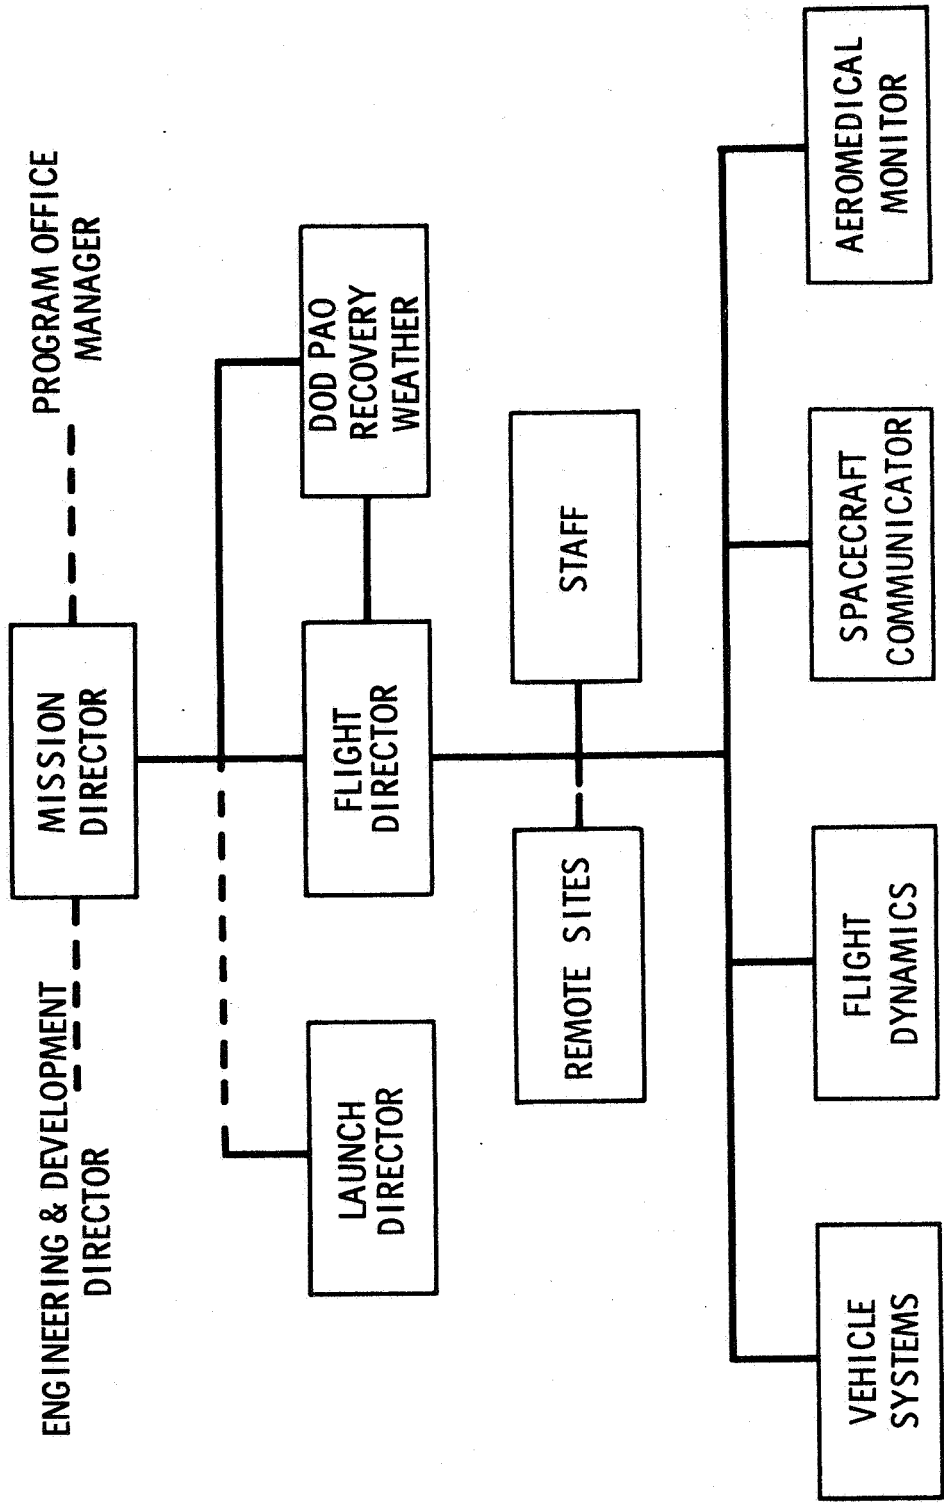 ENGINEERING & DEVELOPMENT
DIRECTOR
MISSION
DIRECTOR
PROGRAM OFFICE
MANAGER
LAUNCH
DIRECTOR
FLIGHT
DIRECTOR
DOD PAO
RECOVERY
WEATHER
REMOTE SITES
STAFF
VEHICLE
SYSTEMS
FLIGHT
DYNAMICS
SPACECRAFT
COMMUNICATOR
AEROMEDICAL
MONITOR